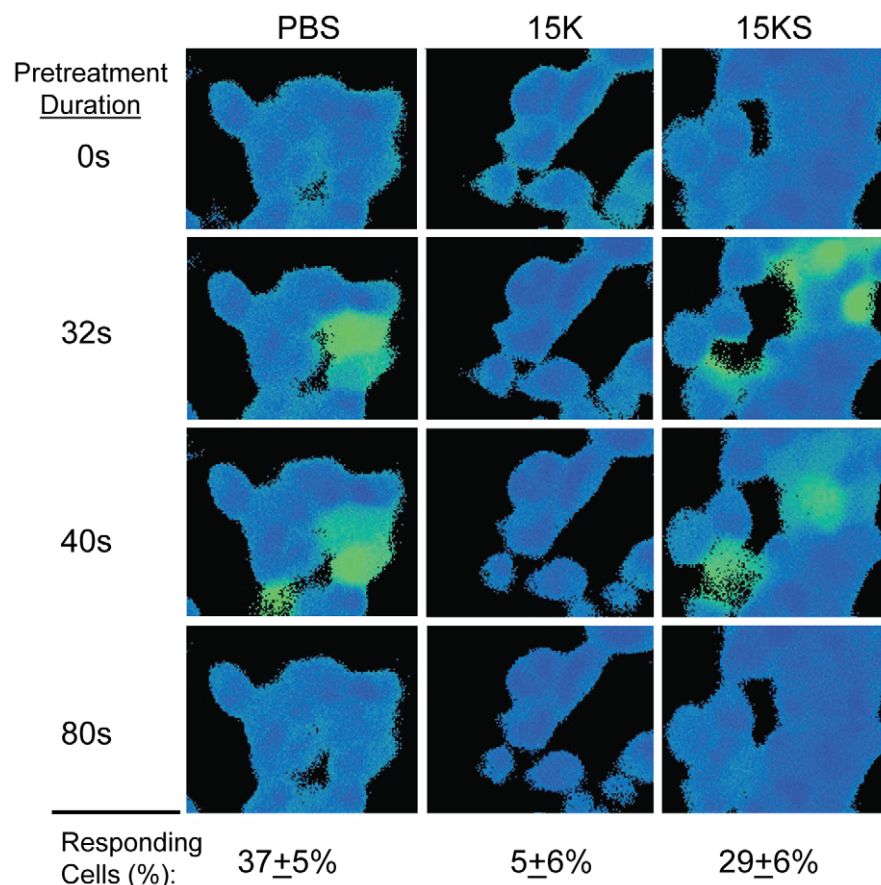 PBS 15K 15KS
Pretreatment
Duration
0s
32s
40s
80s
Responding
Cells (%): 37±5% 5±6% 29±6%